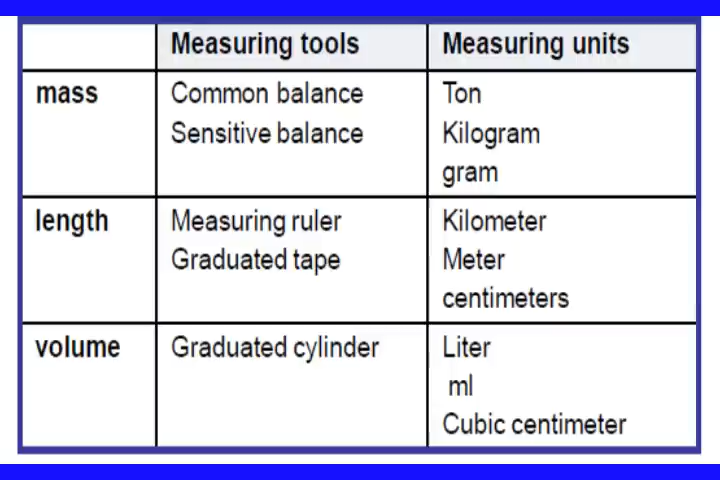 Measuring tools Measuring units
mass Common balance Ton
Sensitive balance Kilogram
gram
length Measuring ruler Kilometer
Graduated tape Meter
centimeters
volume Graduated cylinder Liter
ml
Cubic centimeter